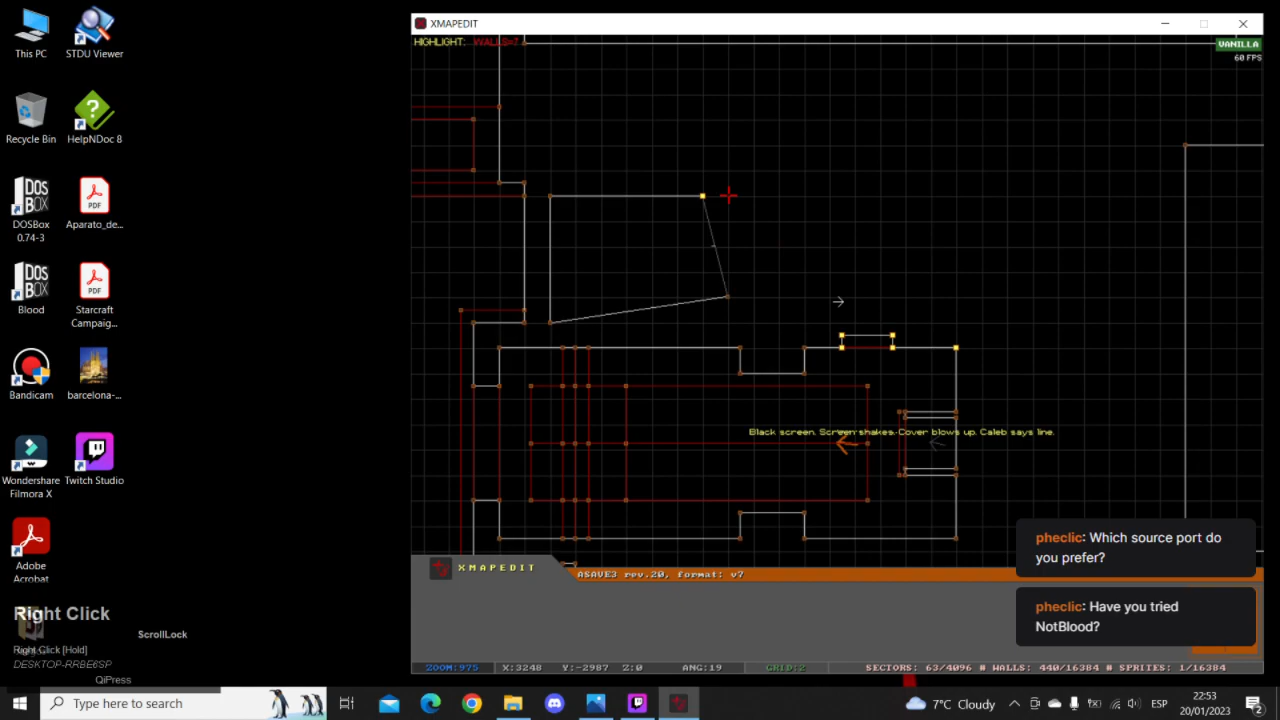 This PC
STDU Viewer
Recycle Bin
HelpNDoc 8
DOSBox
0.74-3
Aparato_de...
Blood
Starcraft
Campaig...
Bandicam
barcelona-...
Wondershare
Filmora X
Twitch Studio
Adobe
Acrobat
Right Click
ScrollLock
Right Click [Hold]
DESKTOP-RRBE6SP
QiPress
XMAPEDIT
HIGHLIGHT: WALLS=7
VANILLA
60 FPS
Black screen. Screen shakes. Cover blows up. Caleb says line.
XMAPEDIT
ASAVE3 rev.20, format: v7
pheclic: Which source port do
you prefer?
pheclic: Have you tried
NotBlood?
ZOOM:975 X:3248 Y:-2987 Z:0 ANG:19 GRID:2 SECTORS: 63/4096 # WALLS: 440/16384 # SPRITES: 1/16384
Type here to search
7°C Cloudy
ESP
22:53
20/01/2023
2